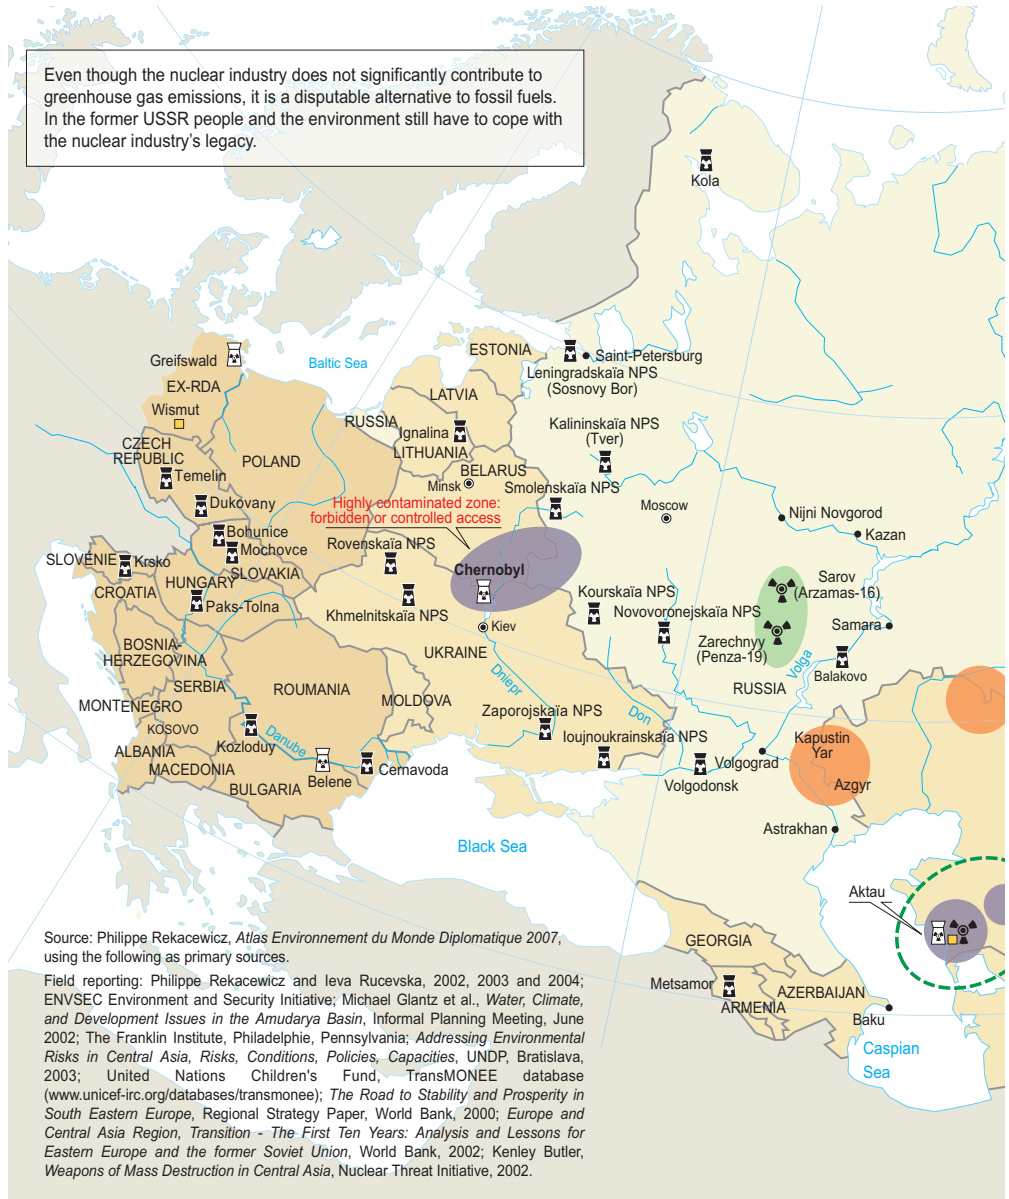 Even though the nuclear industry does not significantly contribute to
greenhouse gas emissions, it is a disputable alternative to fossil fuels.
In the former USSR people and the environment still have to cope with
the nuclear industry's legacy.
Kola
Greifswald
Baltic Sea
ESTONIA
Saint-Petersburg
Leningradskaïa NPS
(Sosnovy Bor)
EX-RDA
LATVIA
Wismut
RUSSIA
Ignalina
Kalininskaïa NPS
(Tver)
CZECH
REPUBLIC
LITHUANIA
POLAND
BELARUS
Temelin
Minsk
Smolenskaïa NPS
Dukovany
Highly contaminated zone:
forbidden or controlled access
Moscow
Nijni Novgorod
Bohunice
Kazan
Mochovce
Rovenskaïa NPS
SLOVÉNIE
Krsko
SLOVAKIA
Chernobyl
HUNGARY
CROATIA
Kourskaïa NPS
Sarov
(Arzamas-16)
Paks-Tolna
Khmelnitskaïa NPS
Novovoronejskaïa NPS
Kiev
Samara
Zarechnyy
(Penza-19)
BOSNIA-
HERZEGOVINA
UKRAINE
Volga
Balakovo
SERBIA
ROUMANIA
Dniepr
RUSSIA
MOLDOVA
MONTENEGRO
Zaporojskaïa NPS
Don
KOSOVO
Kozloduy
Danube
Ioujnoukrainskaïa NPS
Kapustin
Yar
ALBANIA
MACEDONIA
Belene
Cernavoda
Volgograd
Volgodonsk
Azgyr
BULGARIA
Astrakhan
Black Sea
Aktau
GEORGIA
Metsamor
AZERBAIJAN
ARMENIA
Baku
Caspian
Sea
Source: Philippe Rekacewicz, Atlas Environnement du Monde Diplomatique 2007,
using the following as primary sources.
Field reporting: Philippe Rekacewicz and Ieva Rucevska, 2002, 2003 and 2004;
ENVSEC Environment and Security Initiative; Michael Glantz et al., Water, Climate,
and Development Issues in the Amudarya Basin, Informal Planning Meeting, June
2002; The Franklin Institute, Philadelphie, Pennsylvania; Addressing Environmental
Risks in Central Asia, Risks, Conditions, Policies, Capacities, UNDP, Bratislava,
2003; United Nations Children's Fund, TransMONEE database
(www.unicef-irc.org/databases/transmonee); The Road to Stability and Prosperity in
South Eastern Europe, Regional Strategy Paper, World Bank, 2000; Europe and
Central Asia Region, Transition - The First Ten Years: Analysis and Lessons for
Eastern Europe and the former Soviet Union, World Bank, 2002; Kenley Butler,
Weapons of Mass Destruction in Central Asia, Nuclear Threat Initiative, 2002.